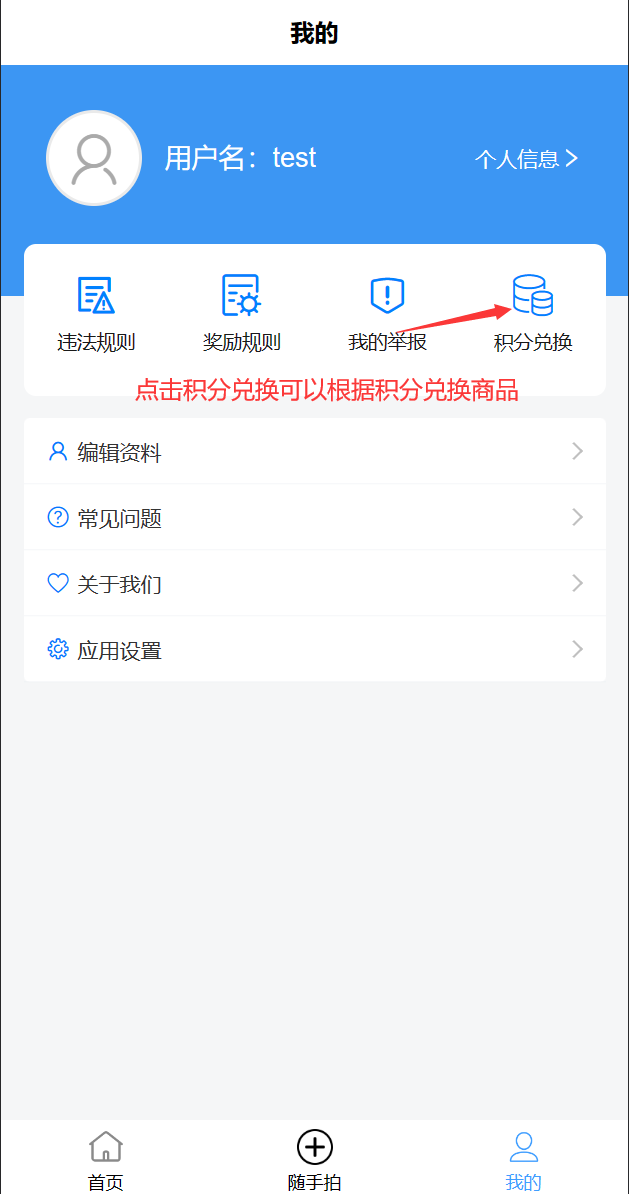 我的
用户名：test
个人信息
违法规则 奖励规则 我的举报 积分兑换
点击积分兑换可以根据积分兑换商品
编辑资料
常见问题
关于我们
应用设置
首页 随手拍 我的